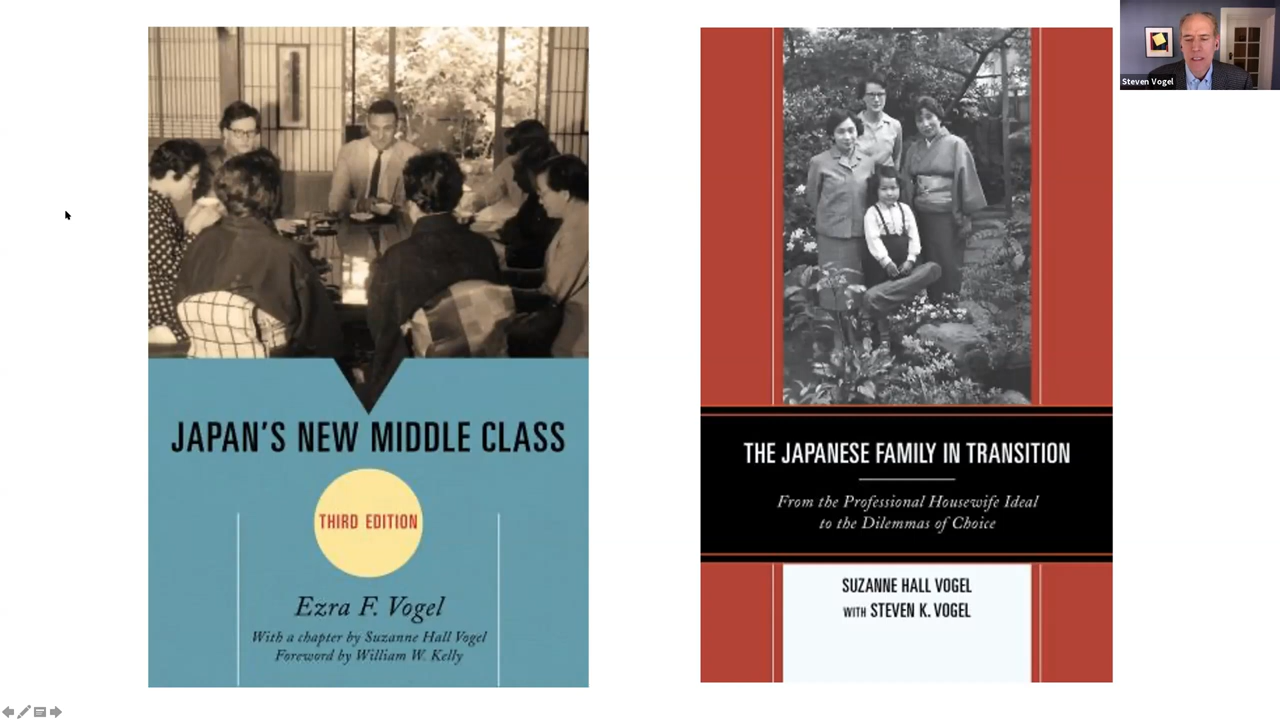 Steven Vogel
JAPAN'S NEW MIDDLE CLASS
THIRD EDITION
Ezra F. Vogel
With a chapter by Suzanne Hall Vogel
Foreword by William W. Kelly
THE JAPANESE FAMILY IN TRANSITION
From the Professional Housewife Ideal
to the Dilemmas of Choice
SUZANNE HALL VOGEL
WITH STEVEN K. VOGEL